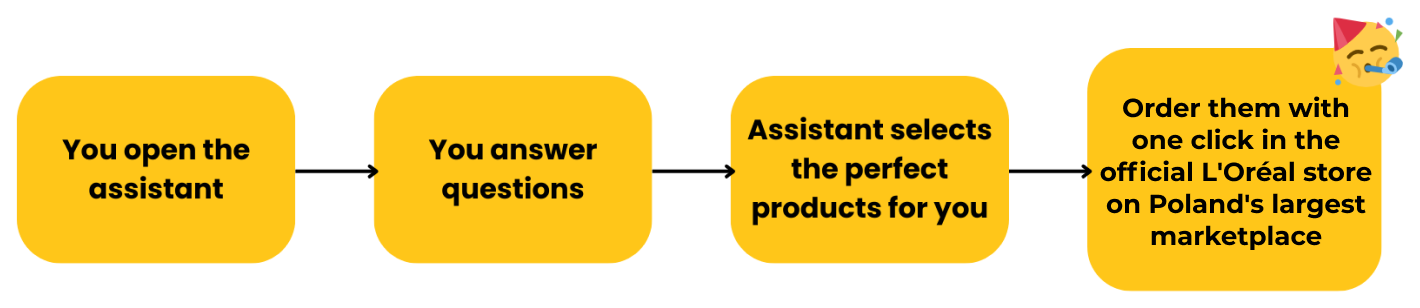 You open the
assistant
You answer
questions
Assistant selects
the perfect
products for you
Order them with
one click in the
official L'Oréal store
on Poland's largest
marketplace